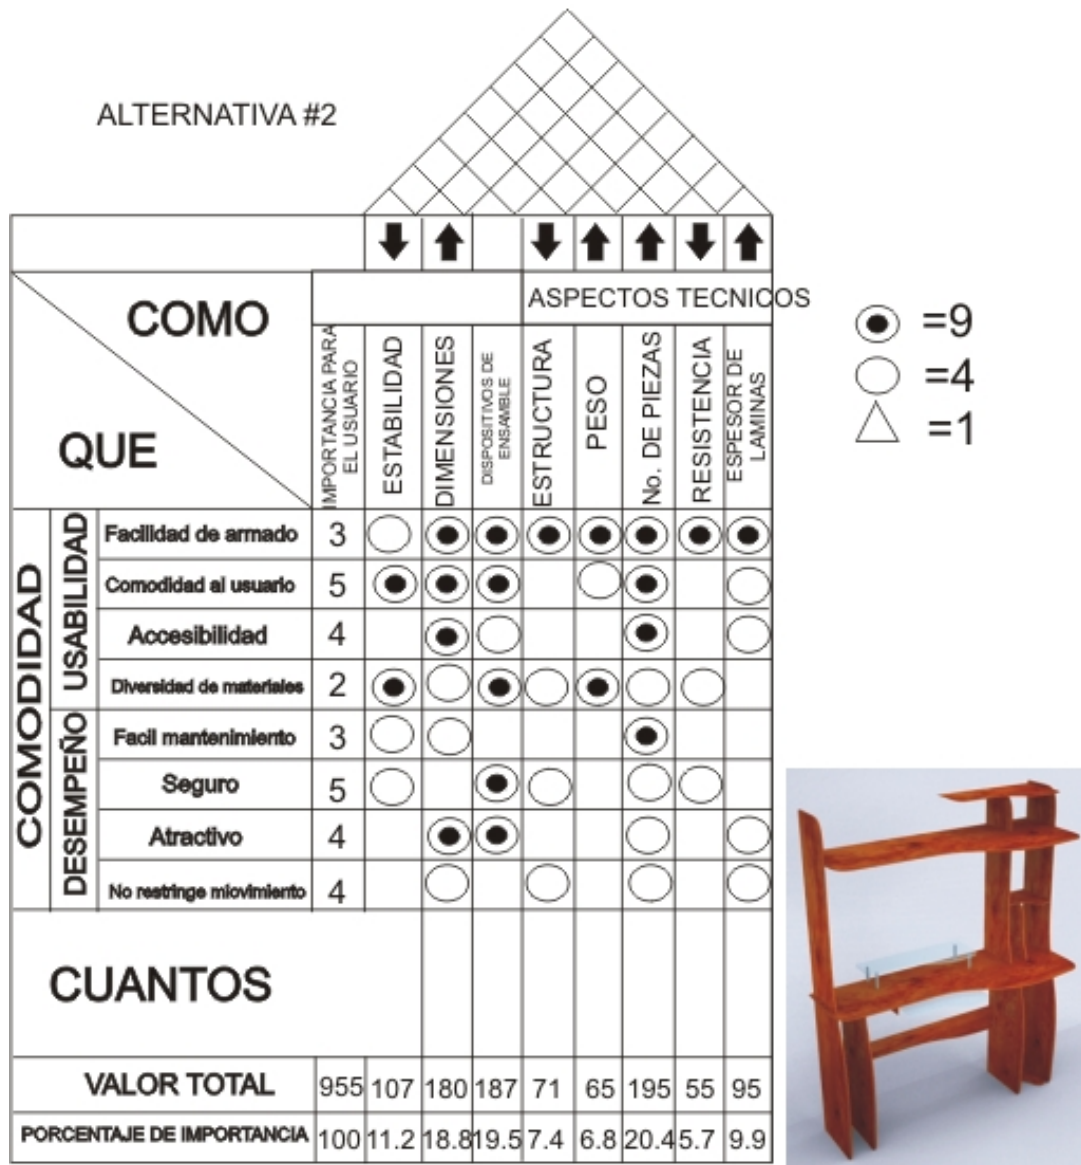 ALTERNATIVA #2
COMO
QUE
ASPECTOS TECNICOS
IMPORTANCIA PARA
EL USUARIO
ESTABILIDAD
DIMENSIONES
DISPOSITIVOS DE
ENSAMBLE
ESTRUCTURA
PESO
No. DE PIEZAS
RESISTENCIA
ESPESOR DE
LAMINAS
=9
=4
=1
COMODIDAD
USABILIDAD
Facilidad de armado 3
Comodidad al usuario 5
Accesibilidad 4
Diversidad de materiales 2
DESEMPEÑO
Facil mantenimiento 3
Seguro 5
Atractivo 4
No restringe miovimiento 4
CUANTOS
VALOR TOTAL 955 107 180 187 71 65 195 55 95
PORCENTAJE DE IMPORTANCIA 100 11.2 18.8 19.5 7.4 6.8 20.4 5.7 9.9